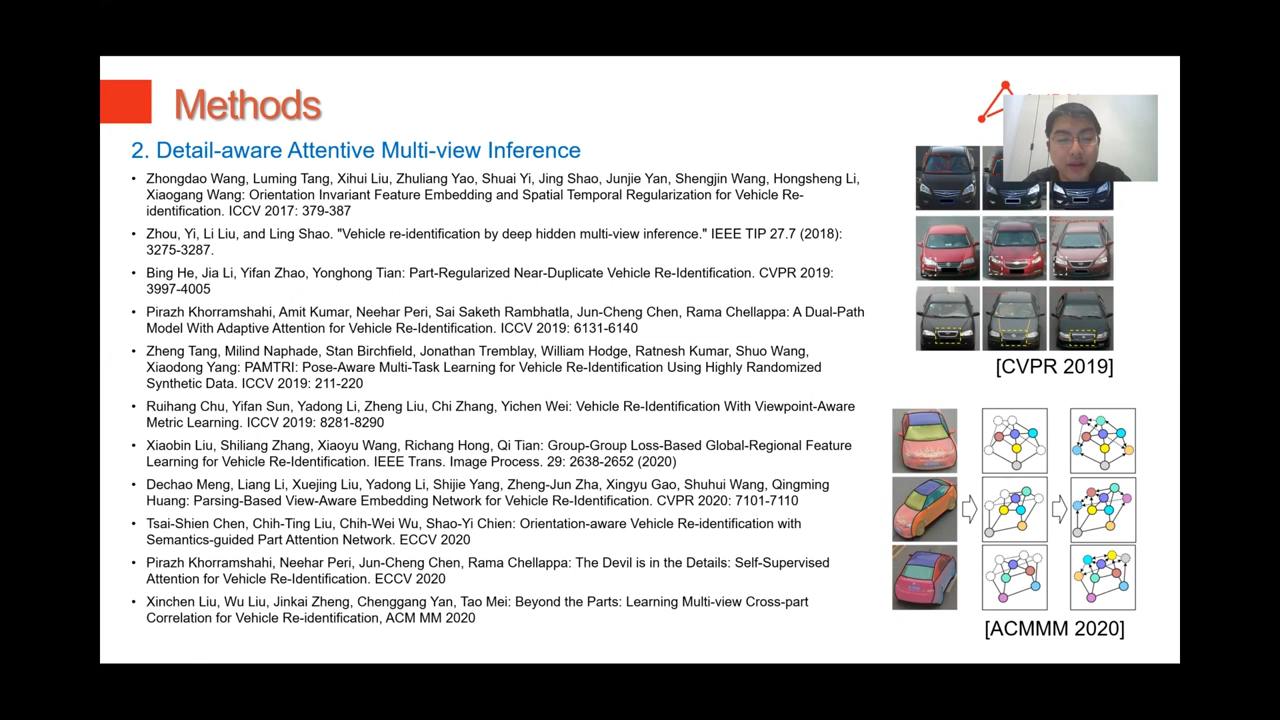 Methods
2. Detail-aware Attentive Multi-view Inference
• Zhongdao Wang, Luming Tang, Xihui Liu, Zhuliang Yao, Shuai Yi, Jing Shao, Junjie Yan, Shengjin Wang, Hongsheng Li,
Xiaogang Wang: Orientation Invariant Feature Embedding and Spatial Temporal Regularization for Vehicle Re-
identification. ICCV 2017: 379-387
• Zhou, Yi, Li Liu, and Ling Shao. "Vehicle re-identification by deep hidden multi-view inference." IEEE TIP 27.7 (2018):
3275-3287.
• Bing He, Jia Li, Yifan Zhao, Yonghong Tian: Part-Regularized Near-Duplicate Vehicle Re-Identification. CVPR 2019:
3997-4005
• Pirazh Khorramshahi, Amit Kumar, Neehar Peri, Sai Saketh Rambhatla, Jun-Cheng Chen, Rama Chellappa: A Dual-Path
Model With Adaptive Attention for Vehicle Re-Identification. ICCV 2019: 6131-6140
• Zheng Tang, Milind Naphade, Stan Birchfield, Jonathan Tremblay, William Hodge, Ratnesh Kumar, Shuo Wang,
Xiaodong Yang: PAMTRI: Pose-Aware Multi-Task Learning for Vehicle Re-Identification Using Highly Randomized
Synthetic Data. ICCV 2019: 211-220
• Ruihang Chu, Yifan Sun, Yadong Li, Zheng Liu, Chi Zhang, Yichen Wei: Vehicle Re-Identification With Viewpoint-Aware
Metric Learning. ICCV 2019: 8281-8290
• Xiaobin Liu, Shiliang Zhang, Xiaoyu Wang, Richang Hong, Qi Tian: Group-Group Loss-Based Global-Regional Feature
Learning for Vehicle Re-Identification. IEEE Trans. Image Process. 29: 2638-2652 (2020)
• Dechao Meng, Liang Li, Xuejing Liu, Yadong Li, Shijie Yang, Zheng-Jun Zha, Xingyu Gao, Shuhui Wang, Qingming
Huang: Parsing-Based View-Aware Embedding Network for Vehicle Re-Identification. CVPR 2020: 7101-7110
• Tsai-Shien Chen, Chih-Ting Liu, Chih-Wei Wu, Shao-Yi Chien: Orientation-aware Vehicle Re-identification with
Semantics-guided Part Attention Network. ECCV 2020
• Pirazh Khorramshahi, Neehar Peri, Jun-Cheng Chen, Rama Chellappa: The Devil is in the Details: Self-Supervised
Attention for Vehicle Re-Identification. ECCV 2020
• Xinchen Liu, Wu Liu, Jinkai Zheng, Chenggang Yan, Tao Mei: Beyond the Parts: Learning Multi-view Cross-part
Correlation for Vehicle Re-identification, ACM MM 2020
[CVPR 2019]
[ACMMM 2020]